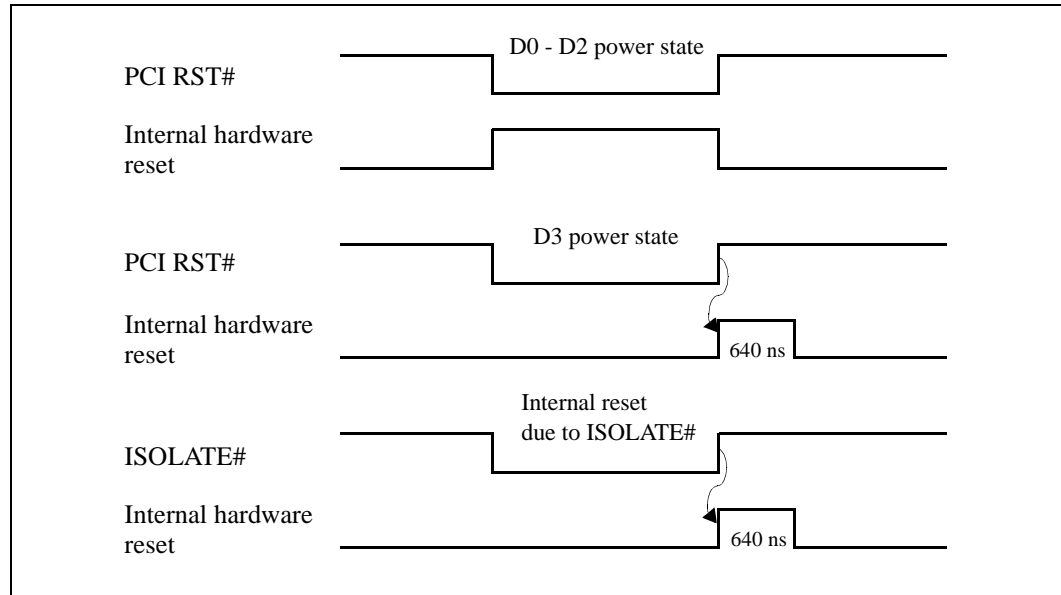 D0 - D2 power state
PCI RST#
Internal hardware
reset
D3 power state
PCI RST#
Internal hardware
reset
640 ns
Internal reset
due to ISOLATE#
ISOLATE#
Internal hardware
reset
640 ns